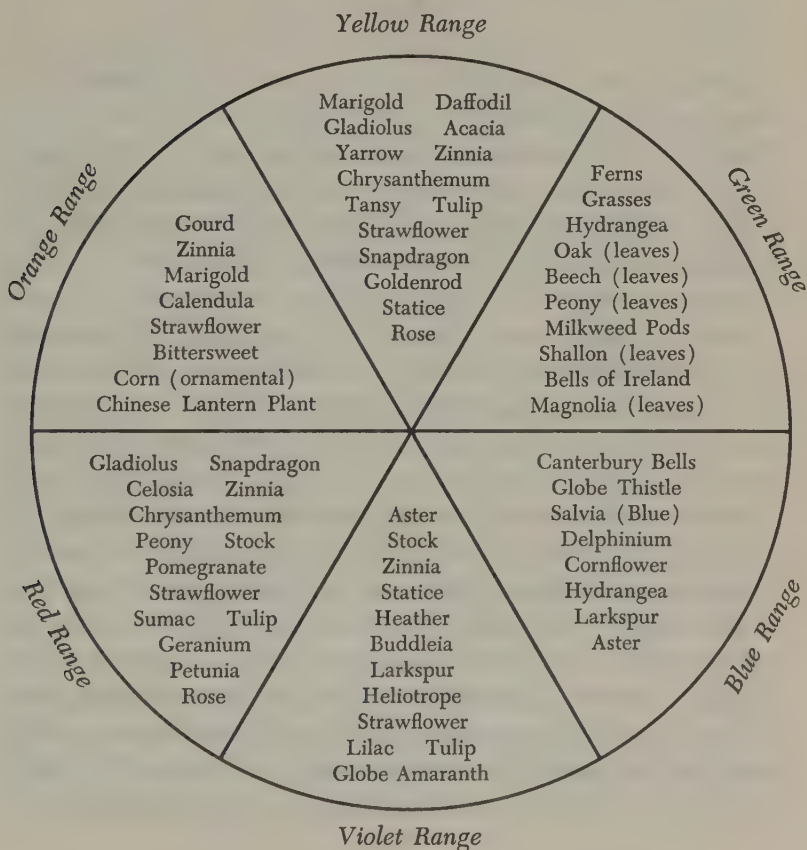 Yellow Range
Marigold Daffodil
Gladiolus Acacia
Yarrow Zinnia
Chrysanthemum
Tansy Tulip
Strawflower
Snapdragon
Goldenrod
Statice
Rose
Green Range
Ferns
Grasses
Hydrangea
Oak (leaves)
Beech (leaves)
Peony (leaves)
Milkweed Pods
Shallon (leaves)
Bells of Ireland
Magnolia (leaves)
Blue Range
Canterbury Bells
Globe Thistle
Salvia (Blue)
Delphinium
Cornflower
Hydrangea
Larkspur
Aster
Violet Range
Aster
Stock
Zinnia
Statice
Heather
Buddleia
Larkspur
Heliotrope
Strawflower
Lilac Tulip
Globe Amaranth
Red Range
Gladiolus Snapdragon
Celosia Zinnia
Chrysanthemum
Peony Stock
Pomegranate
Strawflower
Sumac Tulip
Geranium
Petunia
Rose
Orange Range
Gourd
Zinnia
Marigold
Calendula
Strawflower
Bittersweet
Corn (ornamental)
Chinese Lantern Plant